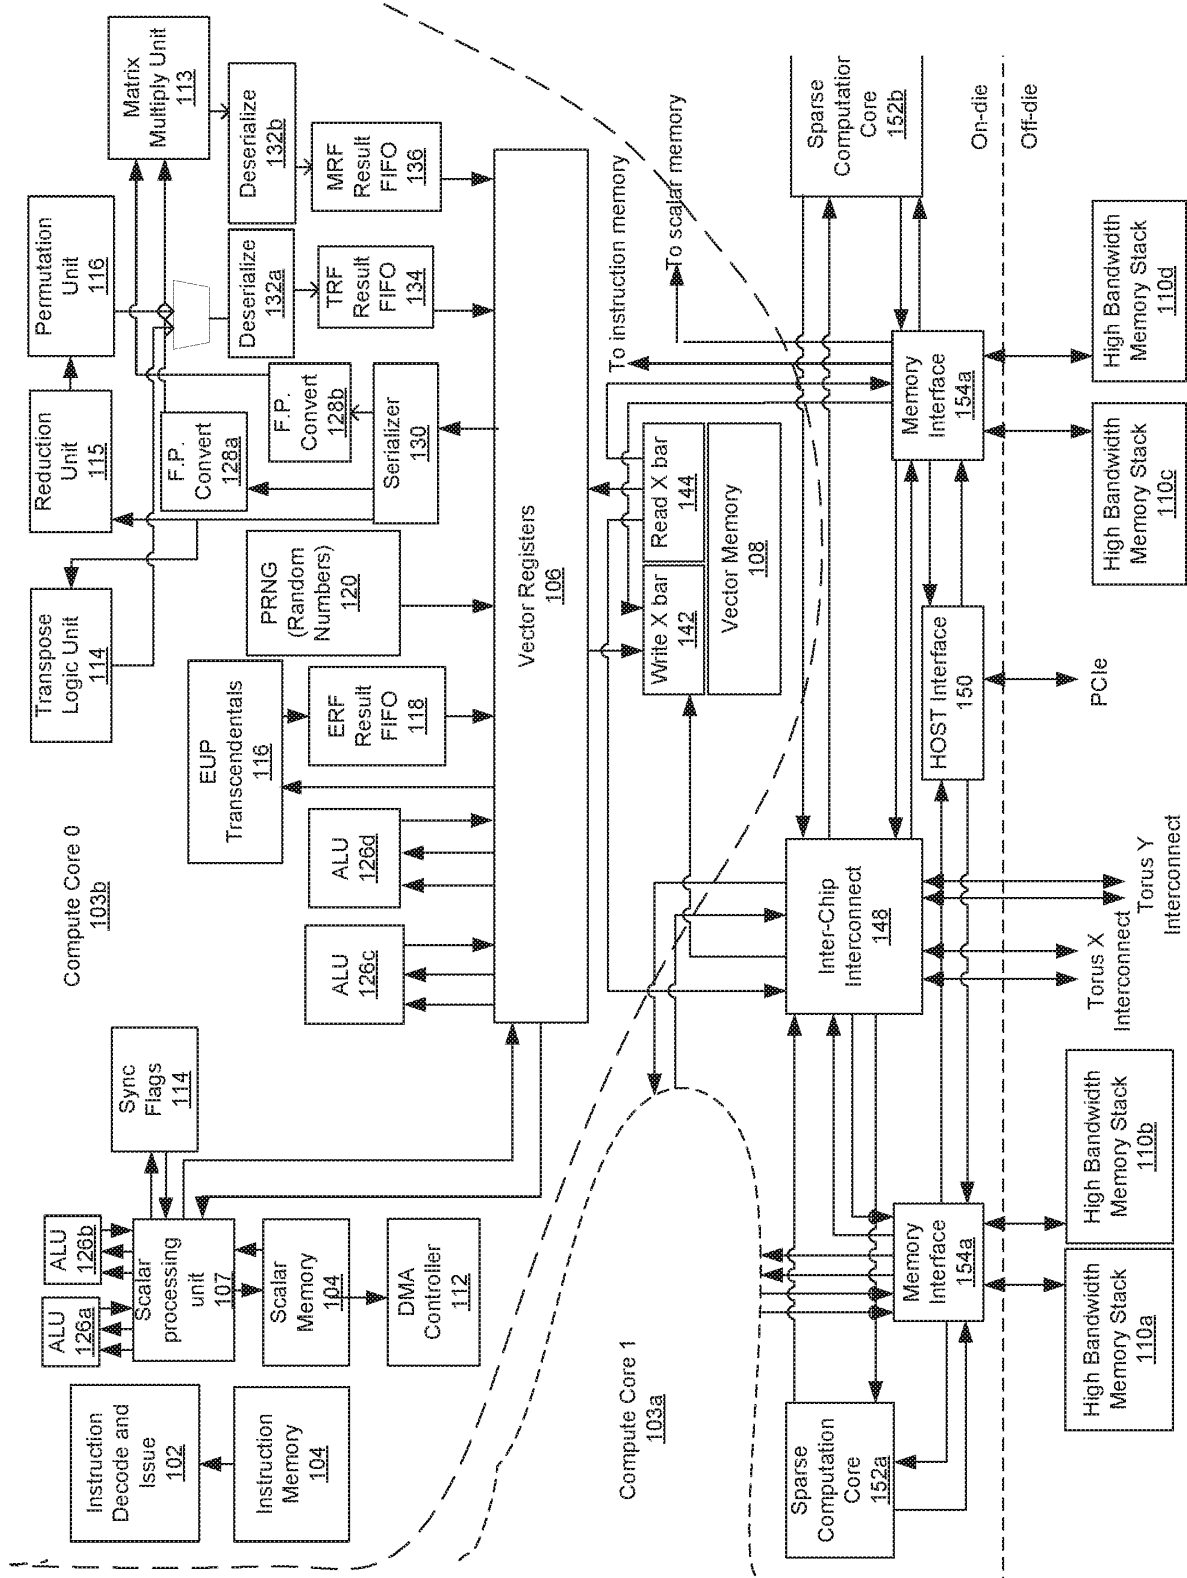 Compute Core 0
103b
Instruction
Decode and
Issue
102
Instruction
Memory
104
ALU
126a
ALU
126b
Scalar
processing
unit
107
Sync
Flags
114
Scalar
Memory
104
DMA
Controller
112
Transpose
Logic Unit
114
Reduction
Unit
115
Permutation
Unit
116
Matrix
Multiply Unit
113
EUP
Transcendentals
116
PRNG
(Random
Numbers)
120
F.P.
Convert
128a
F.P.
Convert
128b
Deserialize
132a
Deserialize
132b
ALU
126c
ALU
126d
ERF
Result
FIFO
118
Serializer
130
TRF
Result
FIFO
134
MRF
Result
FIFO
136
Vector Registers
106
Write X bar
142
Read X bar
144
Vector Memory
108
To instruction memory
To scalar memory
Compute Core 1
103a
Sparse
Computation
Core
152a
Inter-Chip
Interconnect
148
Sparse
Computation
Core
152b
Memory
Interface
154a
HOST Interface
150
Memory
Interface
154a
On-die
Off-die
High Bandwidth
Memory Stack
110a
High Bandwidth
Memory Stack
110b
Torus X
Interconnect
Torus Y
Interconnect
PCIe
High Bandwidth
Memory Stack
110c
High Bandwidth
Memory Stack
110d